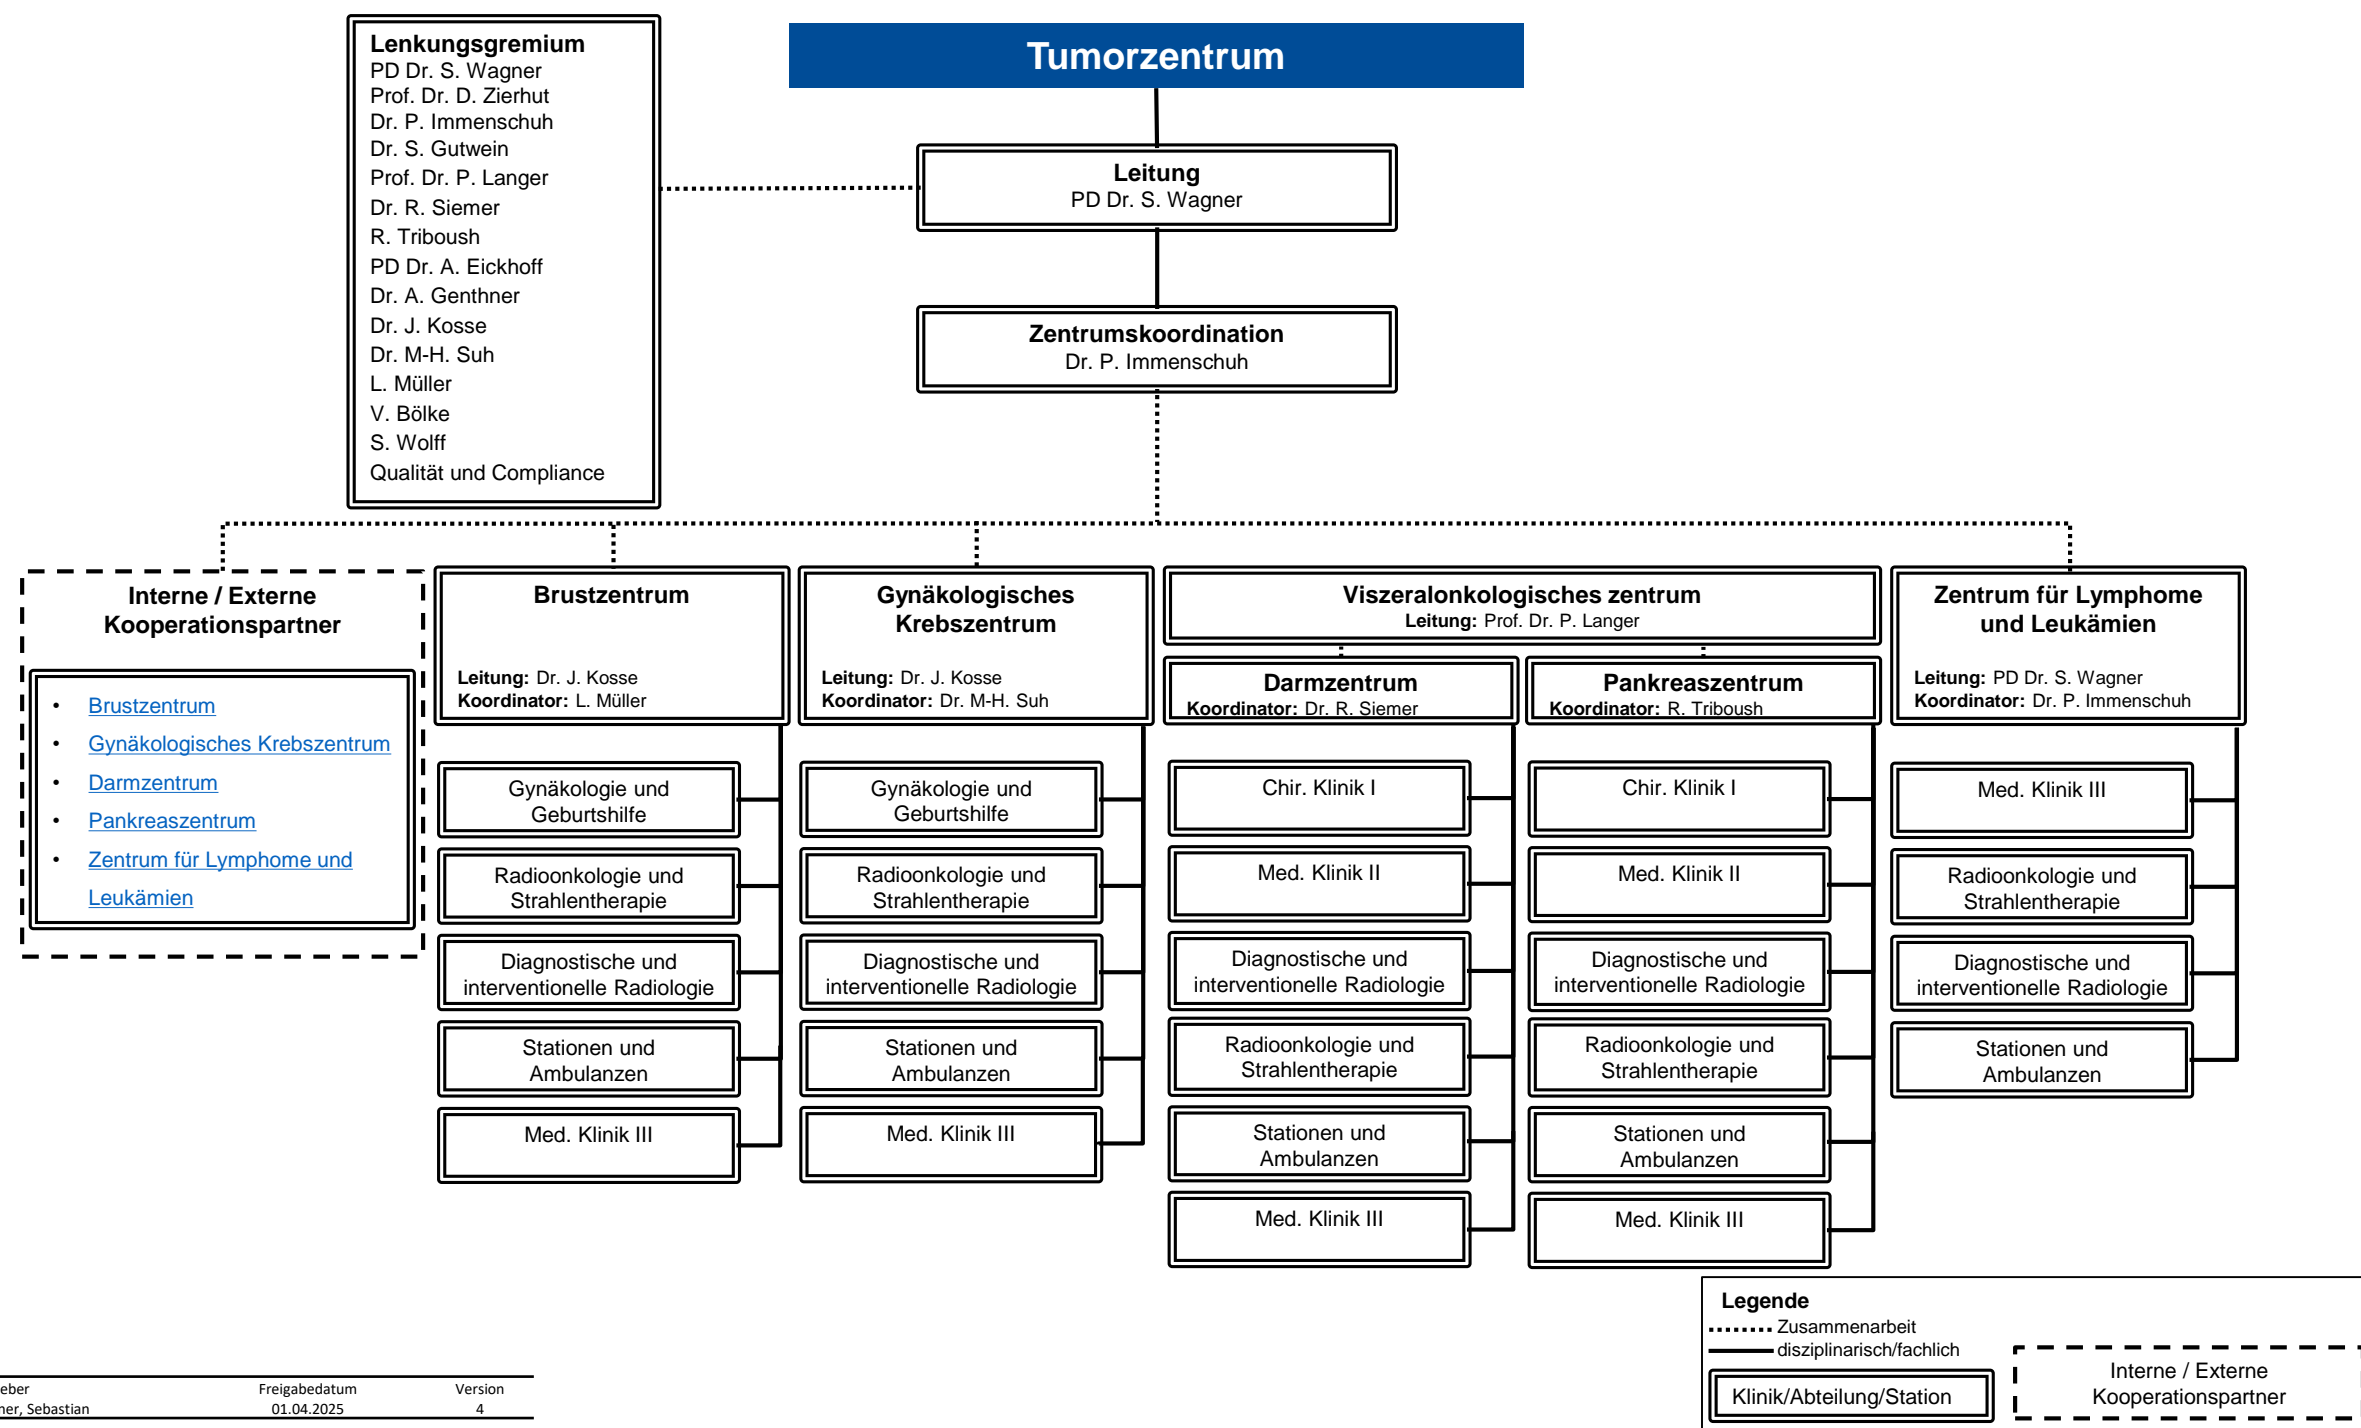 Lenkungsgremium
PD Dr. S. Wagner
Prof. Dr. D. Zierhut
Dr. P. Immenschuh
Dr. S. Gutwein
Prof. Dr. P. Langer
Dr. R. Siemer
R. Triboush
PD Dr. A. Eickhoff
Dr. A. Genthner
Dr. J. Kosse
Dr. M-H. Suh
L. Müller
V. Bölke
S. Wolff
Qualität und Compliance
Tumorzentrum
Leitung
PD Dr. S. Wagner
Zentrumskoordination
Dr. P. Immenschuh
Interne / Externe
Kooperationspartner
• Brustzentrum
• Gynäkologisches Krebszentrum
• Darmzentrum
• Pankreaszentrum
• Zentrum für Lymphome und
Leukämien
Brustzentrum
Leitung: Dr. J. Kosse
Koordinator: L. Müller
Gynäkologie und
Geburtshilfe
Radioonkologie und
Strahlentherapie
Diagnostische und
interventionelle Radiologie
Stationen und
Ambulanzen
Med. Klinik III
Gynäkologisches
Krebszentrum
Leitung: Dr. J. Kosse
Koordinator: Dr. M-H. Suh
Gynäkologie und
Geburtshilfe
Radioonkologie und
Strahlentherapie
Diagnostische und
interventionelle Radiologie
Stationen und
Ambulanzen
Med. Klinik III
Viszeralonkologisches zentrum
Leitung: Prof. Dr. P. Langer
Darmzentrum
Koordinator: Dr. R. Siemer
Chir. Klinik I
Med. Klinik II
Diagnostische und
interventionelle Radiologie
Radioonkologie und
Strahlentherapie
Stationen und
Ambulanzen
Med. Klinik III
Pankreaszentrum
Koordinator: R. Triboush
Chir. Klinik I
Med. Klinik II
Diagnostische und
interventionelle Radiologie
Radioonkologie und
Strahlentherapie
Stationen und
Ambulanzen
Med. Klinik III
Zentrum für Lymphome
und Leukämien
Leitung: PD Dr. S. Wagner
Koordinator: Dr. P. Immenschuh
Med. Klinik III
Radioonkologie und
Strahlentherapie
Diagnostische und
interventionelle Radiologie
Stationen und
Ambulanzen
Legende
Zusammenarbeit
disziplinarisch/fachlich
Klinik/Abteilung/Station
Interne / Externe
Kooperationspartner
Freigabedatum Version
Sebastian 01.04.2025 4